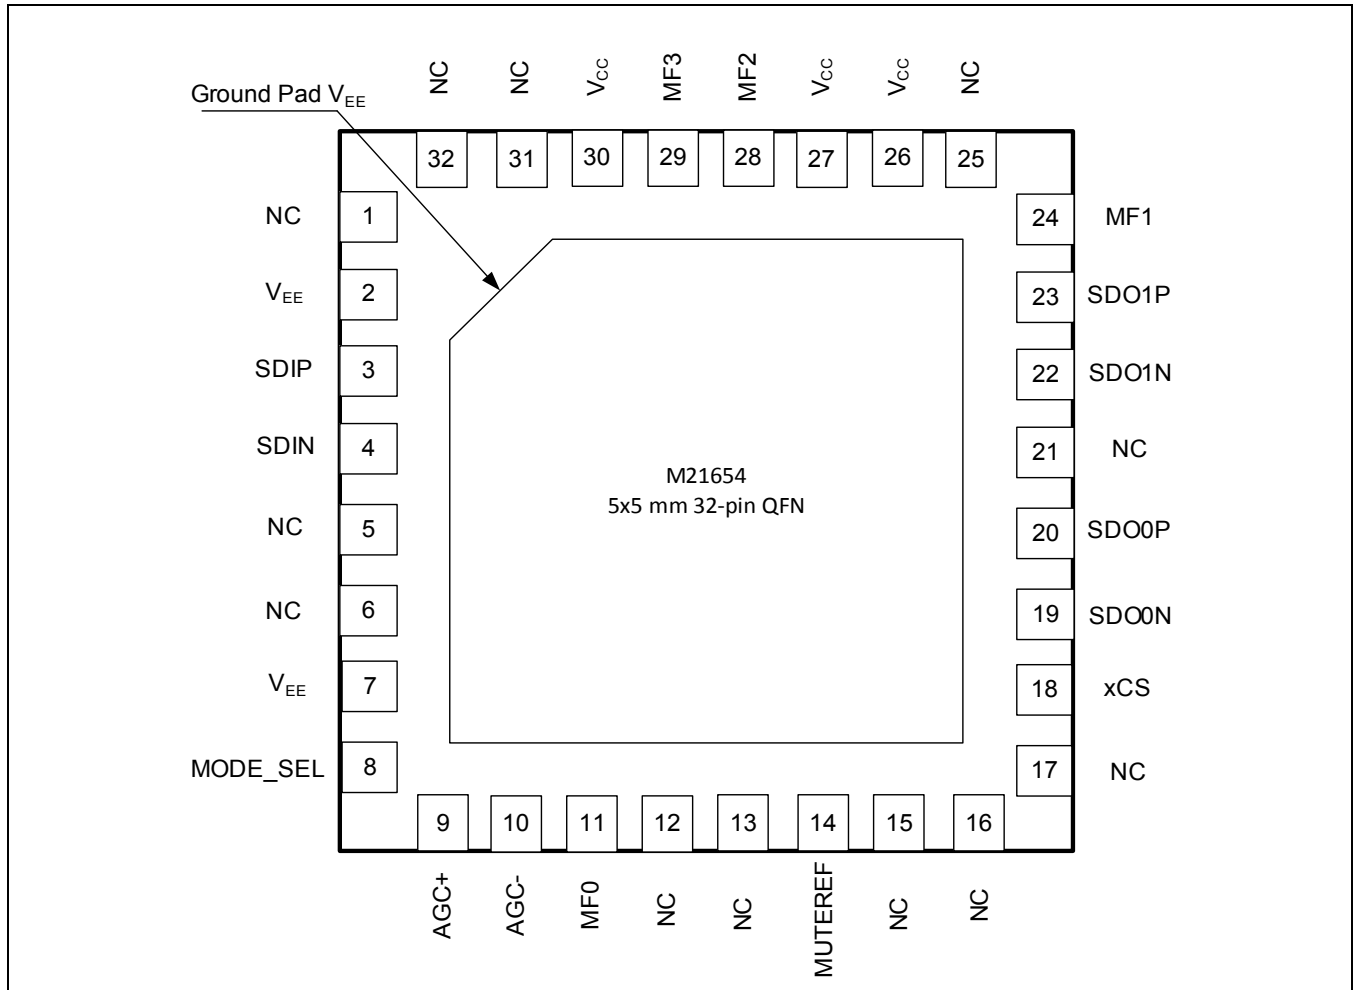 NC NC VCC MF3 MF2 VCC VCC NC
Ground Pad VEE
32 31 30 29 28 27 26 25
NC 1 24 MF1
VEE 2 23 SDO1P
SDIP 3 22 SDO1N
SDIN 4 21 NC
M21654
5x5 mm 32-pin QFN
NC 5 20 SDO0P
NC 6 19 SDO0N
VEE 7 18 xCS
MODE_SEL 8 17 NC
9 10 11 12 13 14 15 16
AGC+ AGC- MF0 NC NC MUTEREF NC NC